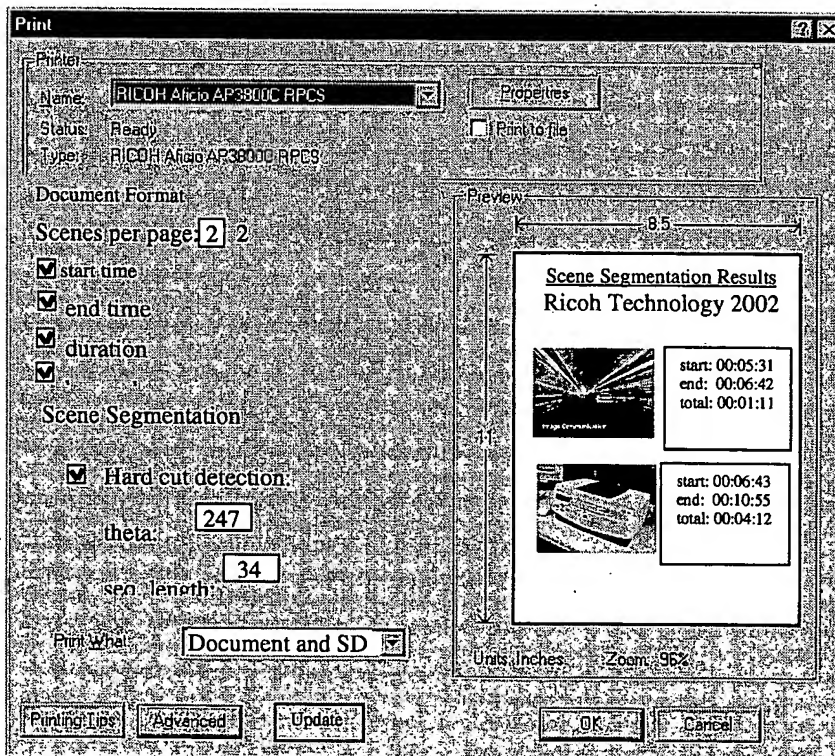 Print
Printer
Name: RICOH Aficio AP3800C RPCS
Properties
Status: Ready
Print to file
Type: RICOH Aficio AP3800C RPCS
Document Format
Scenes per page: 2 2
start time
end time
duration
Scene Segmentation
Hard cut detection:
theta: 247
seg. length: 34
Print What: Document and SD
Preview
8.5
11
Scene Segmentation Results
Ricoh Technology 2002
Image Communication
start: 00:05:31
end: 00:06:42
total: 00:01:11
start: 00:06:43
end: 00:10:55
total: 00:04:12
Units: Inches Zoom: 96%
Printing Tips
Advanced
Update
OK
Cancel